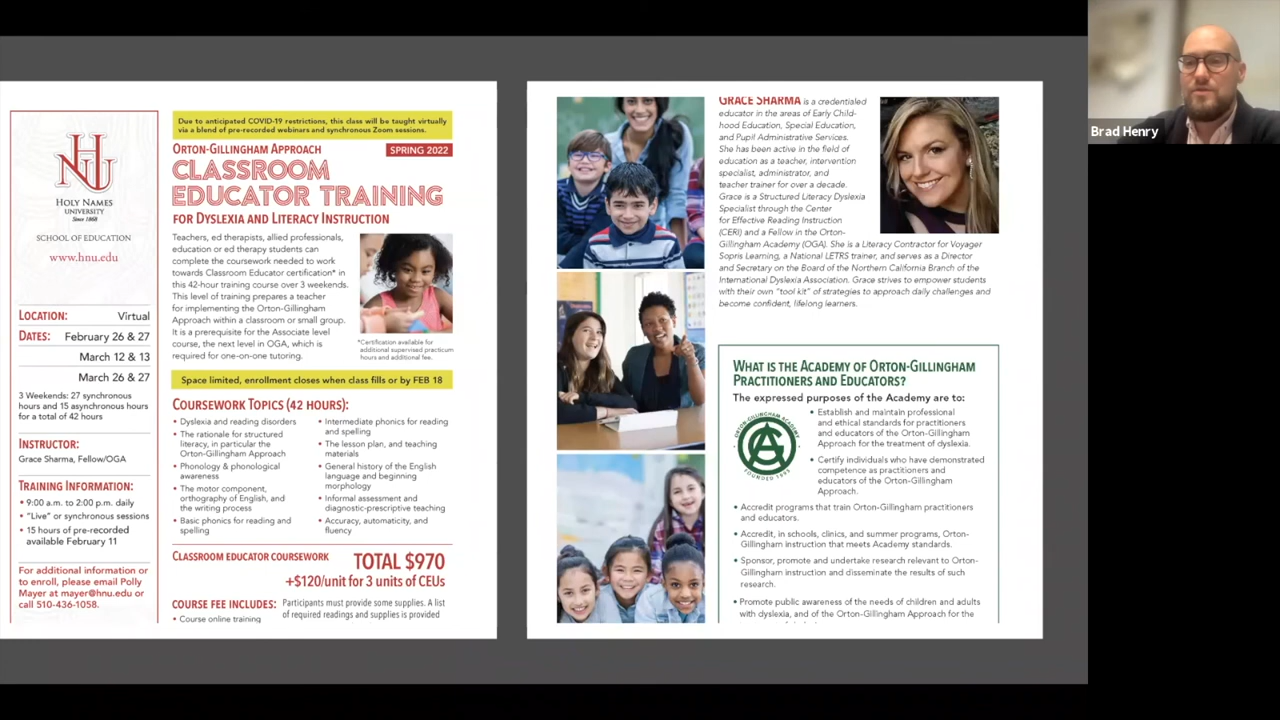 HNU
HOLY NAMES
UNIVERSITY
Since 1868
SCHOOL OF EDUCATION
www.hnu.edu
LOCATION: Virtual
DATES: February 26 & 27
March 12 & 13
March 26 & 27
3 Weekends: 27 synchronous
hours and 15 asynchronous hours
for a total of 42 hours
INSTRUCTOR:
Grace Sharma, Fellow/OGA
TRAINING INFORMATION:
• 9:00 a.m. to 2:00 p.m. daily
• "Live" or synchronous sessions
• 15 hours of pre-recorded
available February 11
For additional information or
to enroll, please email Polly
Mayer at mayer@hnu.edu or
call 510-436-1058.
Due to anticipated COVID-19 restrictions, this class will be taught virtually
via a blend of pre-recorded webinars and synchronous Zoom sessions.
ORTON-GILLINGHAM APPROACH
SPRING 2022
CLASSROOM
EDUCATOR TRAINING
FOR DYSLEXIA AND LITERACY INSTRUCTION
Teachers, ed therapists, allied professionals,
education or ed therapy students can
complete the coursework needed to work
towards Classroom Educator certification* in
this 42-hour training course over 3 weekends.
This level of training prepares a teacher
for implementing the Orton-Gillingham
Approach within a classroom or small group.
It is a prerequisite for the Associate level
course, the next level in OGA, which is
required for one-on-one tutoring.
*Certification available for
additional supervised practicum
hours and additional fee.
Space limited, enrollment closes when class fills or by FEB 18
COURSEWORK TOPICS (42 HOURS):
• Dyslexia and reading disorders
• The rationale for structured
literacy, in particular the
Orton-Gillingham Approach
• Phonology & phonological
awareness
• The motor component,
orthography of English, and
the writing process
• Basic phonics for reading and
spelling
• Intermediate phonics for reading
and spelling
• The lesson plan, and teaching
materials
• General history of the English
language and beginning
morphology
• Informal assessment and
diagnostic-prescriptive teaching
• Accuracy, automaticity, and
fluency
CLASSROOM EDUCATOR COURSEWORK TOTAL $970
+$120/unit for 3 units of CEUs
COURSE FEE INCLUDES:
• Course online training
Participants must provide some supplies. A list
of required readings and supplies is provided
GRACE SHARMA is a credentialed
educator in the areas of Early Child-
hood Education, Special Education,
and Pupil Administrative Services.
She has been active in the field of
education as a teacher, intervention
specialist, administrator, and
teacher trainer for over a decade.
Grace is a Structured Literacy Dyslexia
Specialist through the Center
for Effective Reading Instruction
(CERI) and a Fellow in the Orton-
Gillingham Academy (OGA). She is a Literacy Contractor for Voyager
Sopris Learning, a National LETRS trainer, and serves as a Director
and Secretary on the Board of the Northern California Branch of the
International Dyslexia Association. Grace strives to empower students
with their own "tool kit" of strategies to approach daily challenges and
become confident, lifelong learners.
WHAT IS THE ACADEMY OF ORTON-GILLINGHAM
PRACTITIONERS AND EDUCATORS?
The expressed purposes of the Academy are to:
ORTON-GILLINGHAM ACADEMY
FOUNDED 1995
• Establish and maintain professional
and ethical standards for practitioners
and educators of the Orton-Gillingham
Approach for the treatment of dyslexia.
• Certify individuals who have demonstrated
competence as practitioners and
educators of the Orton-Gillingham
Approach.
• Accredit programs that train Orton-Gillingham practitioners
and educators.
• Accredit, in schools, clinics, and summer programs, Orton-
Gillingham instruction that meets Academy standards.
• Sponsor, promote and undertake research relevant to Orton-
Gillingham instruction and disseminate the results of such
research.
• Promote public awareness of the needs of children and adults
with dyslexia, and of the Orton-Gillingham Approach for the
Brad Henry